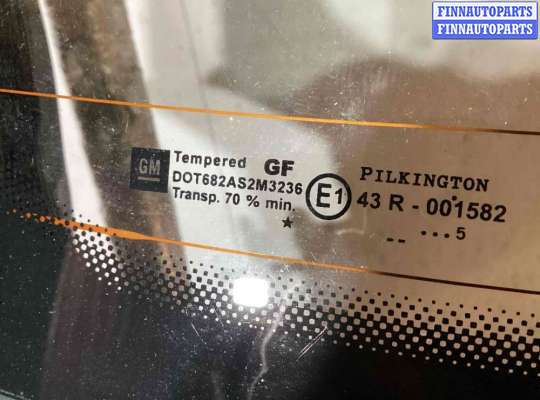 FINNAUTOPARTS
FINNAUTOPARTS
GM
Tempered GF
DOT682AS2M3236
Transp. 70 % min.
E1
PILKINGTON
43 R - 001582
-- ...5